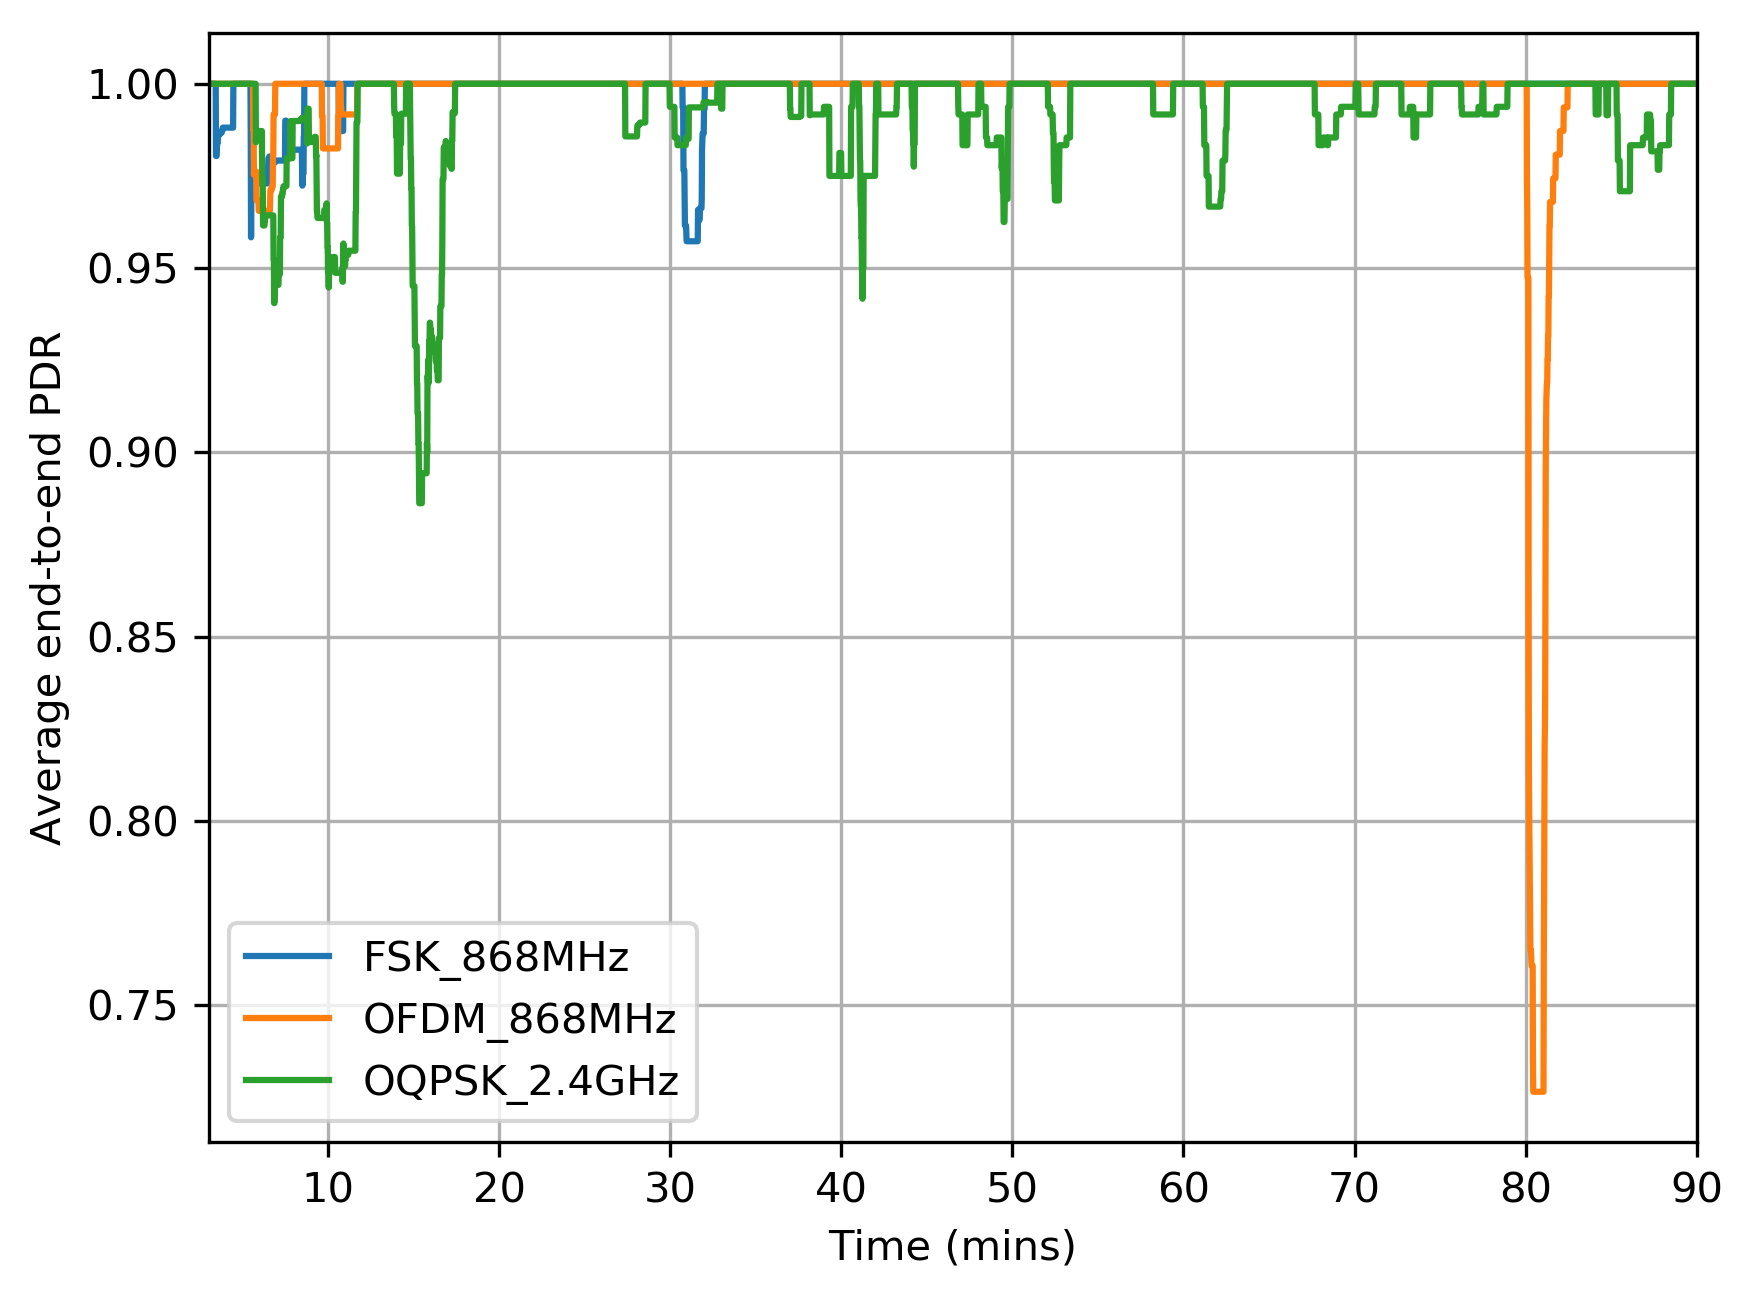 1.00
0.95
0.90
0.85
0.80
0.75
Average end-to-end PDR
FSK_868MHz
OFDM_868MHz
OQPSK_2.4GHz
10 20 30 40 50 60 70 80 90
Time (mins)